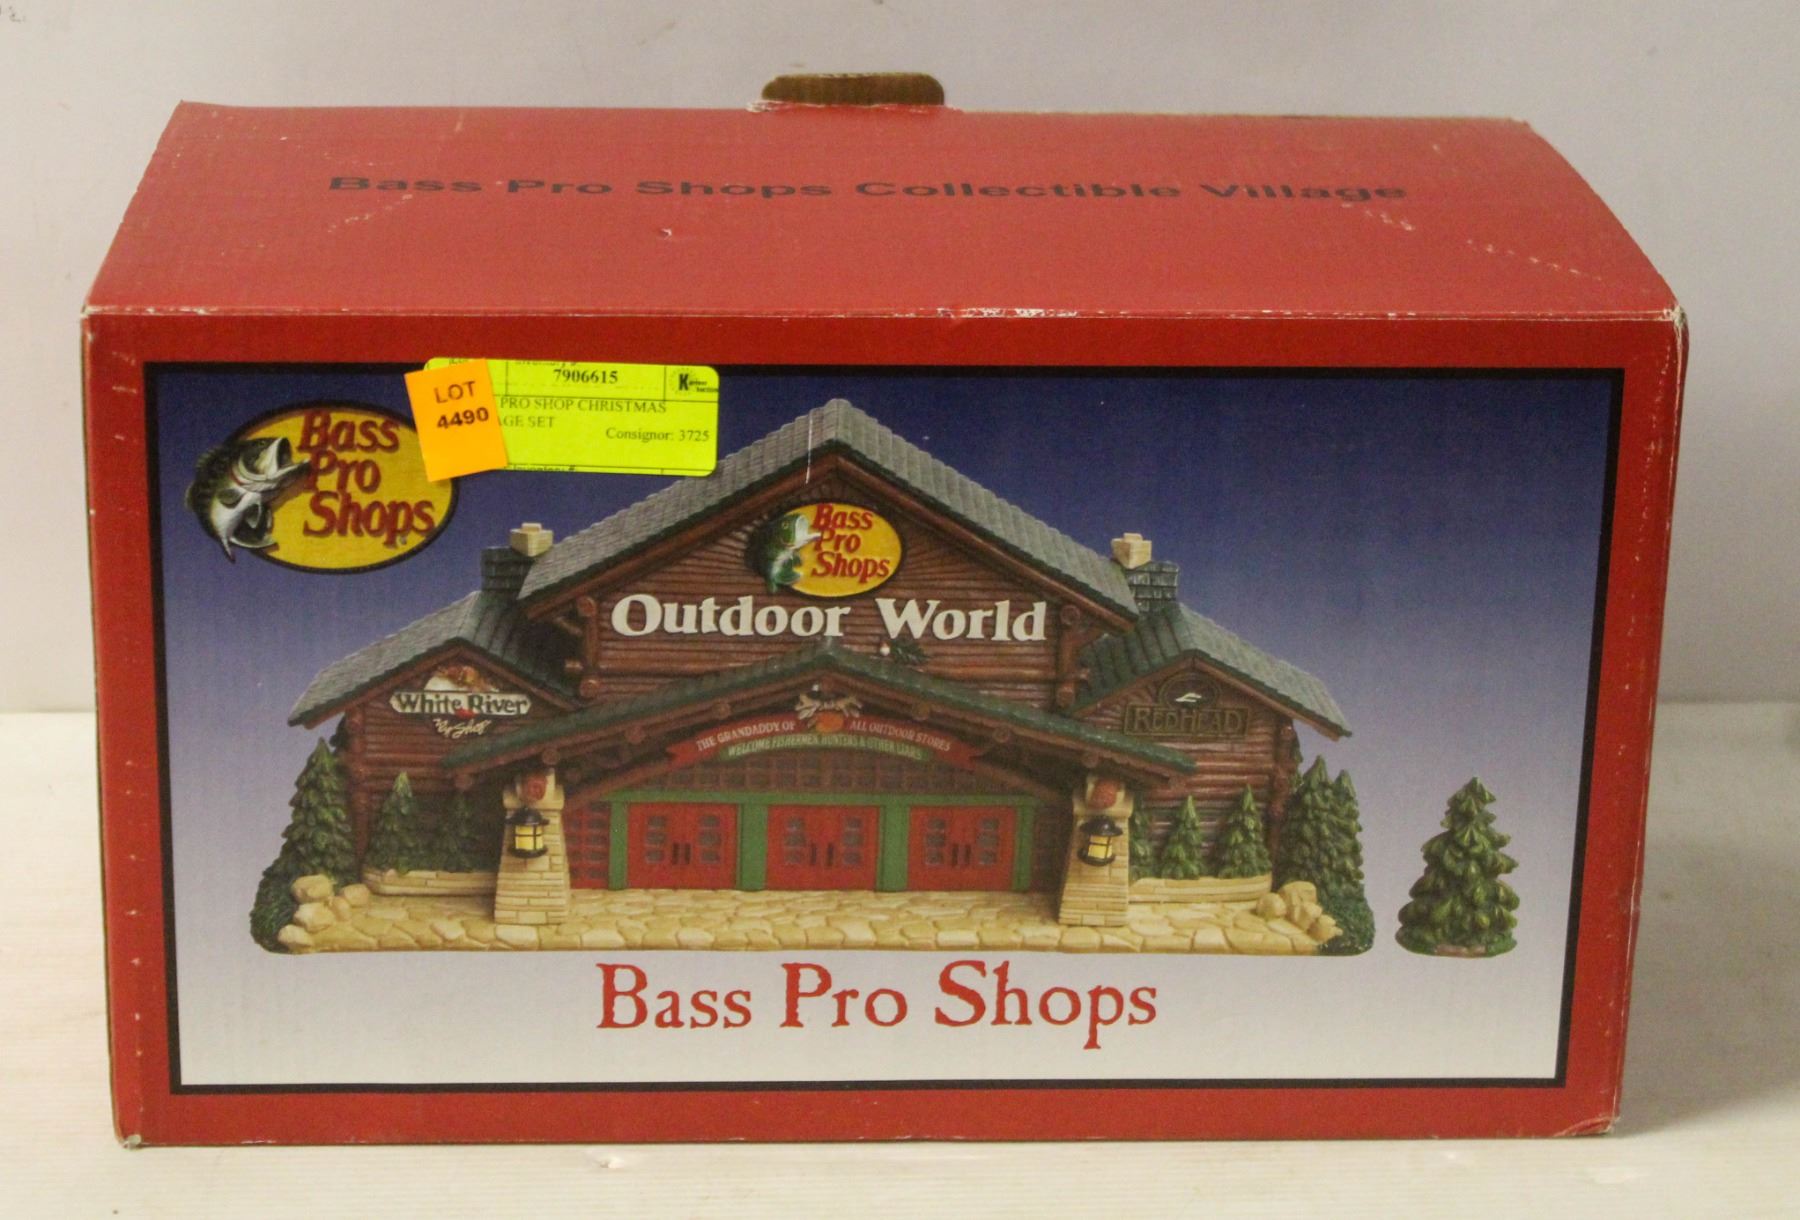 Bass Pro Shops Collectible Village
7906615
LOT
4490
PRO SHOP CHRISTMAS
AGE SET
Consignor: 3725
Bass
Pro
Shops
Bass
Pro
Shops
Outdoor World
White River
REDHEAD
THE GRANDADDY OF ALL OUTDOOR STORES
WELCOME FISHERMEN, HUNTERS & OTHER LIARS
Bass Pro Shops